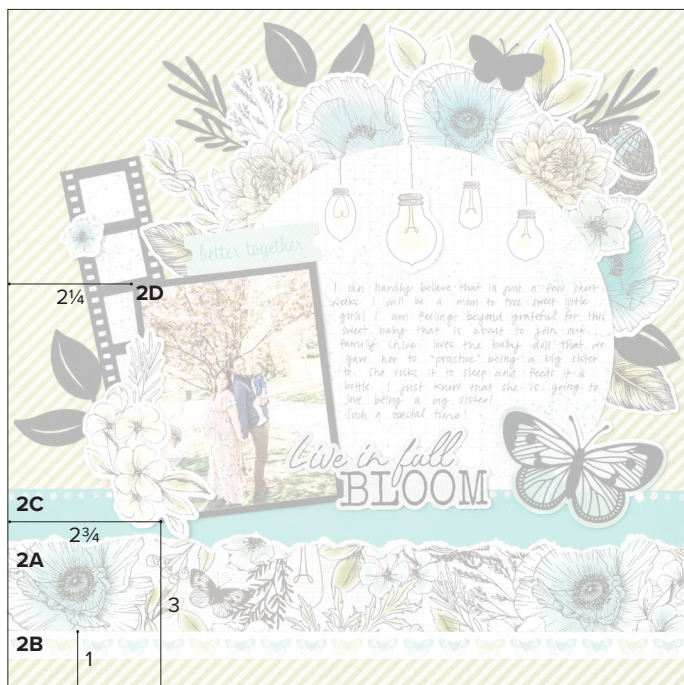 better together
2¼
2D
I can hardly believe that in just a few short
weeks I will be a mom to two sweet little
girls! I am feeling beyond grateful for this
sweet baby that is about to join our
family. Chloe loves the baby doll that we
gave her to "practice" being a big sister
to. She rocks it to sleep and feeds it a
bottle. I just know that she is going to
love being a big sister!
Such a special time!
Live in full
BLOOM
2C
2¾
2A
3
2B
1